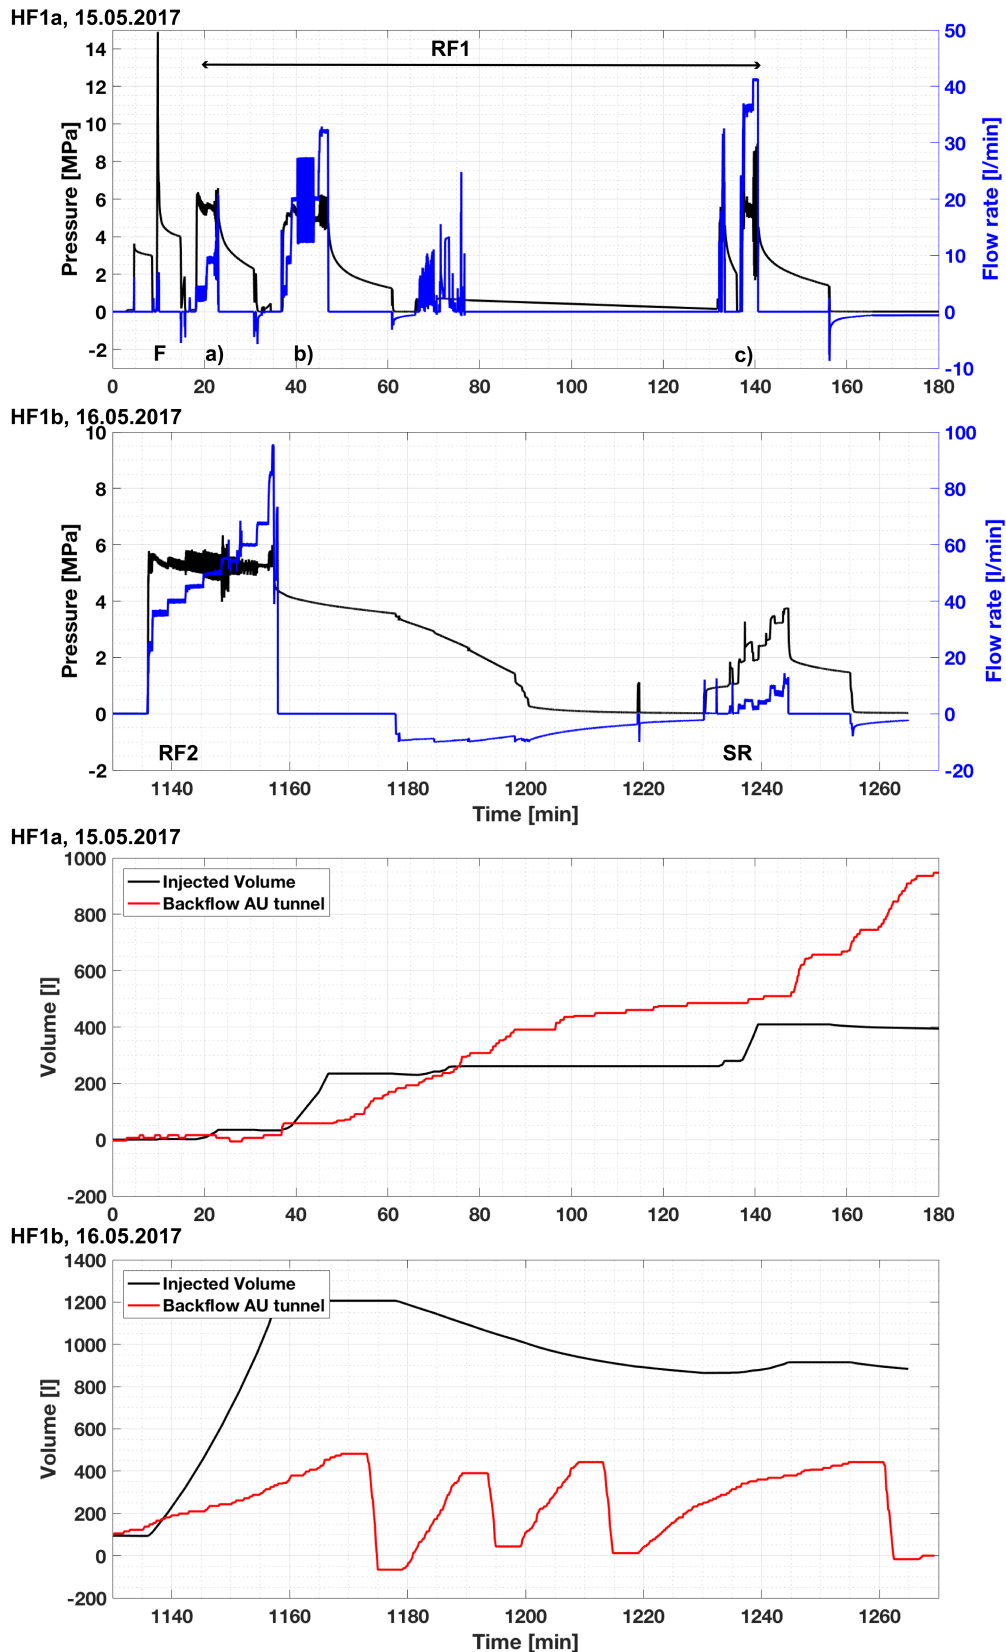 HF1a, 15.05.2017
RF1
Pressure [MPa]
Flow rate [l/min]
14
12
10
8
6
4
2
0
-2
50
40
30
20
10
0
-10
F
a)
b)
c)
0 20 40 60 80 100 120 140 160 180
HF1b, 16.05.2017
Pressure [MPa]
Flow rate [l/min]
10
8
6
4
2
0
-2
100
80
60
40
20
0
-20
RF2
SR
1140 1160 1180 1200 1220 1240 1260
Time [min]
HF1a, 15.05.2017
Injected Volume
Backflow AU tunnel
Volume [l]
1000
800
600
400
200
0
-200
0 20 40 60 80 100 120 140 160 180
HF1b, 16.05.2017
Injected Volume
Backflow AU tunnel
Volume [l]
1400
1200
1000
800
600
400
200
0
-200
1140 1160 1180 1200 1220 1240 1260
Time [min]